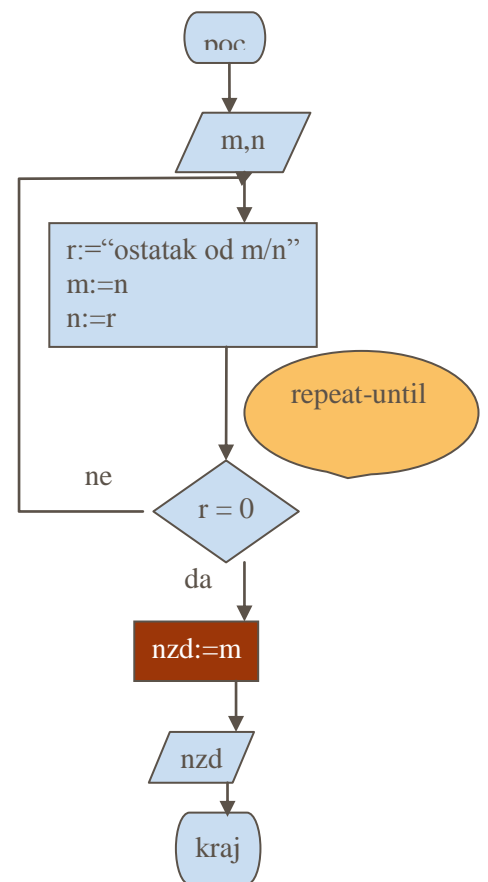 poc
m,n
r:=“ostatak od m/n”
m:=n
n:=r
repeat-until
ne
r = 0
da
nzd:=m
nzd
kraj